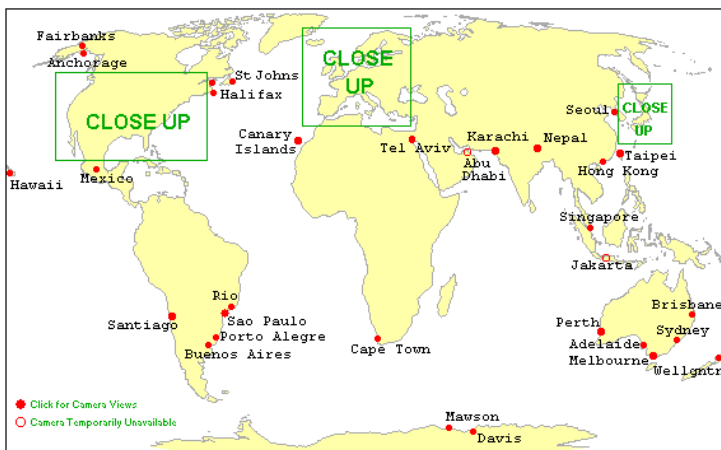 Fairbanks
Anchorage
CLOSE UP
St Johns
Halifax
CLOSE
UP
CLOSE
UP
Seoul
Canary
Islands
Tel Aviv
Karachi
Abu
Dhabi
Nepal
Taipei
Hong Kong
Hawaii
Mexico
Singapore
Jakarta
Rio
Santiago
Sao Paulo
Porto Alegre
Buenos Aires
Cape Town
Brisbane
Perth
Sydney
Adelaide
Melbourne
Wellgntn
Click for Camera Views
Camera Temporarily Unavailable
Mawson
Davis